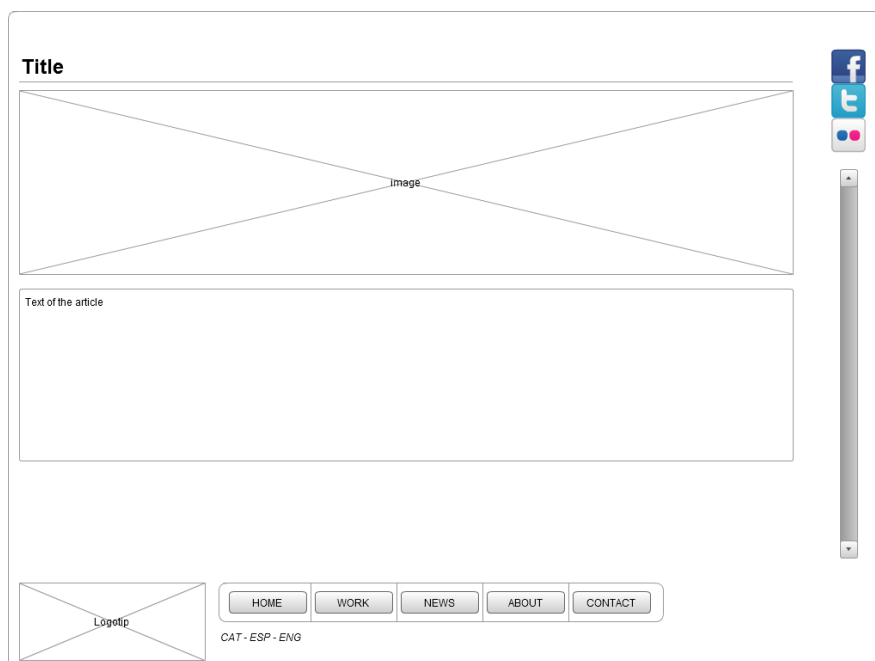 Title
image
Text of the article
Logotip
HOME WORK NEWS ABOUT CONTACT
CAT - ESP - ENG